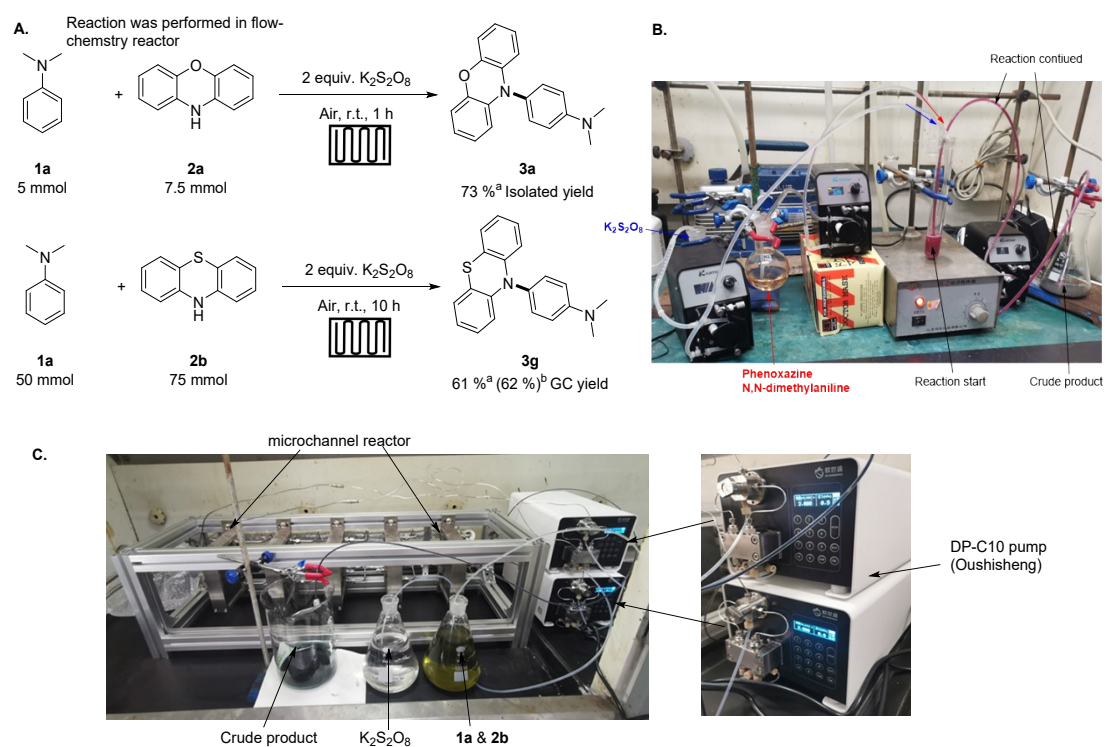 A.
Reaction was performed in flow-
chemstry reactor
N
O
N
H
+
2 equiv. K₂S₂O₈
Air, r.t., 1 h
O
N
N
1a
5 mmol
2a
7.5 mmol
3a
73 %ᵃ Isolated yield
N
S
N
H
+
2 equiv. K₂S₂O₈
Air, r.t., 10 h
S
N
N
1a
50 mmol
2b
75 mmol
3g
61 %ᵃ (62 %)ᵇ GC yield
B.
Reaction contiued
K₂S₂O₈
DOCTOR MASK
Phenoxazine
N,N-dimethylaniline
Reaction start
Crude product
C.
microchannel reactor
DP-C10 pump
(Oushisheng)
Crude product
K₂S₂O₈
1a & 2b